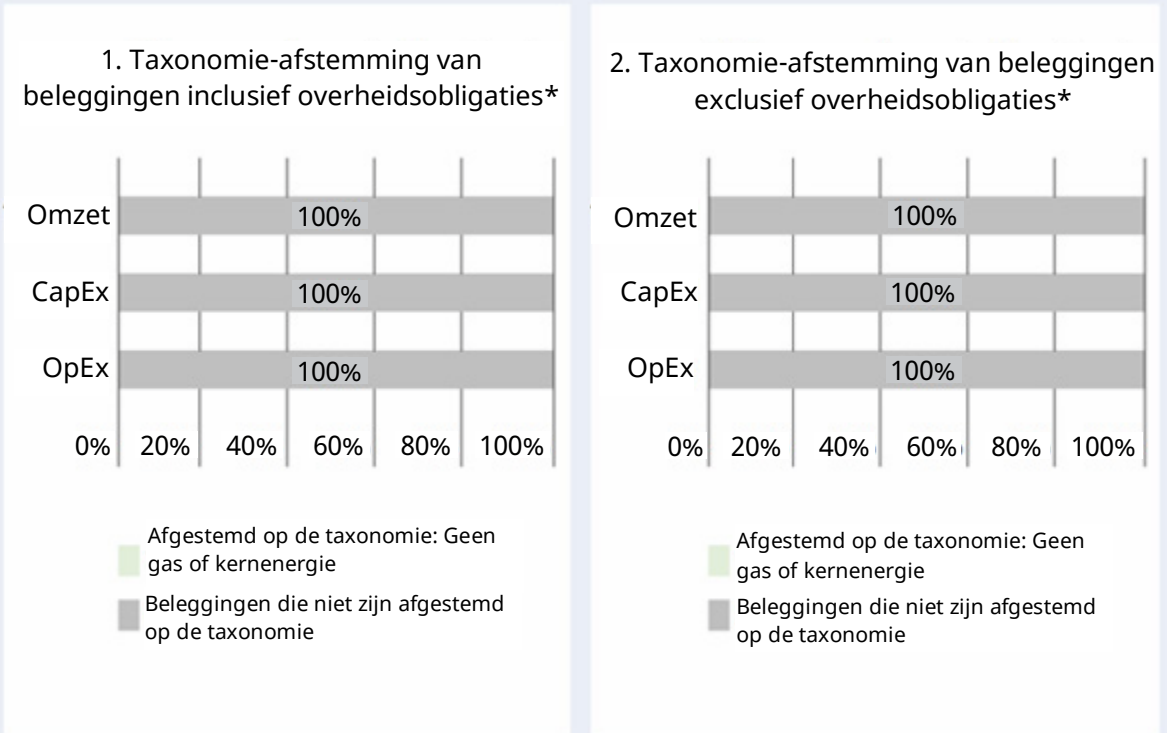 1. Taxonomie-afstemming van
beleggingen inclusief overheidsobligaties*
Omzet 100%
CapEx 100%
OpEx 100%
0% 20% 40% 60% 80% 100%
Afgestemd op de taxonomie: Geen
gas of kernenergie
Beleggingen die niet zijn afgestemd
op de taxonomie
2. Taxonomie-afstemming van beleggingen
exclusief overheidsobligaties*
Omzet 100%
CapEx 100%
OpEx 100%
0% 20% 40% 60% 80% 100%
Afgestemd op de taxonomie: Geen
gas of kernenergie
Beleggingen die niet zijn afgestemd
op de taxonomie